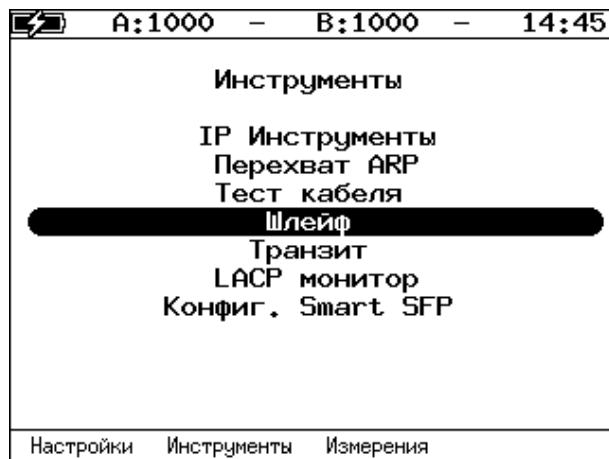 A:1000 – B:1000 – 14:45
Инструменты
IP Инструменты
Перехват ARP
Тест кабеля
Шлейф
Транзит
LACP монитор
Конфиг. Smart SFP
Настройки Инструменты Измерения